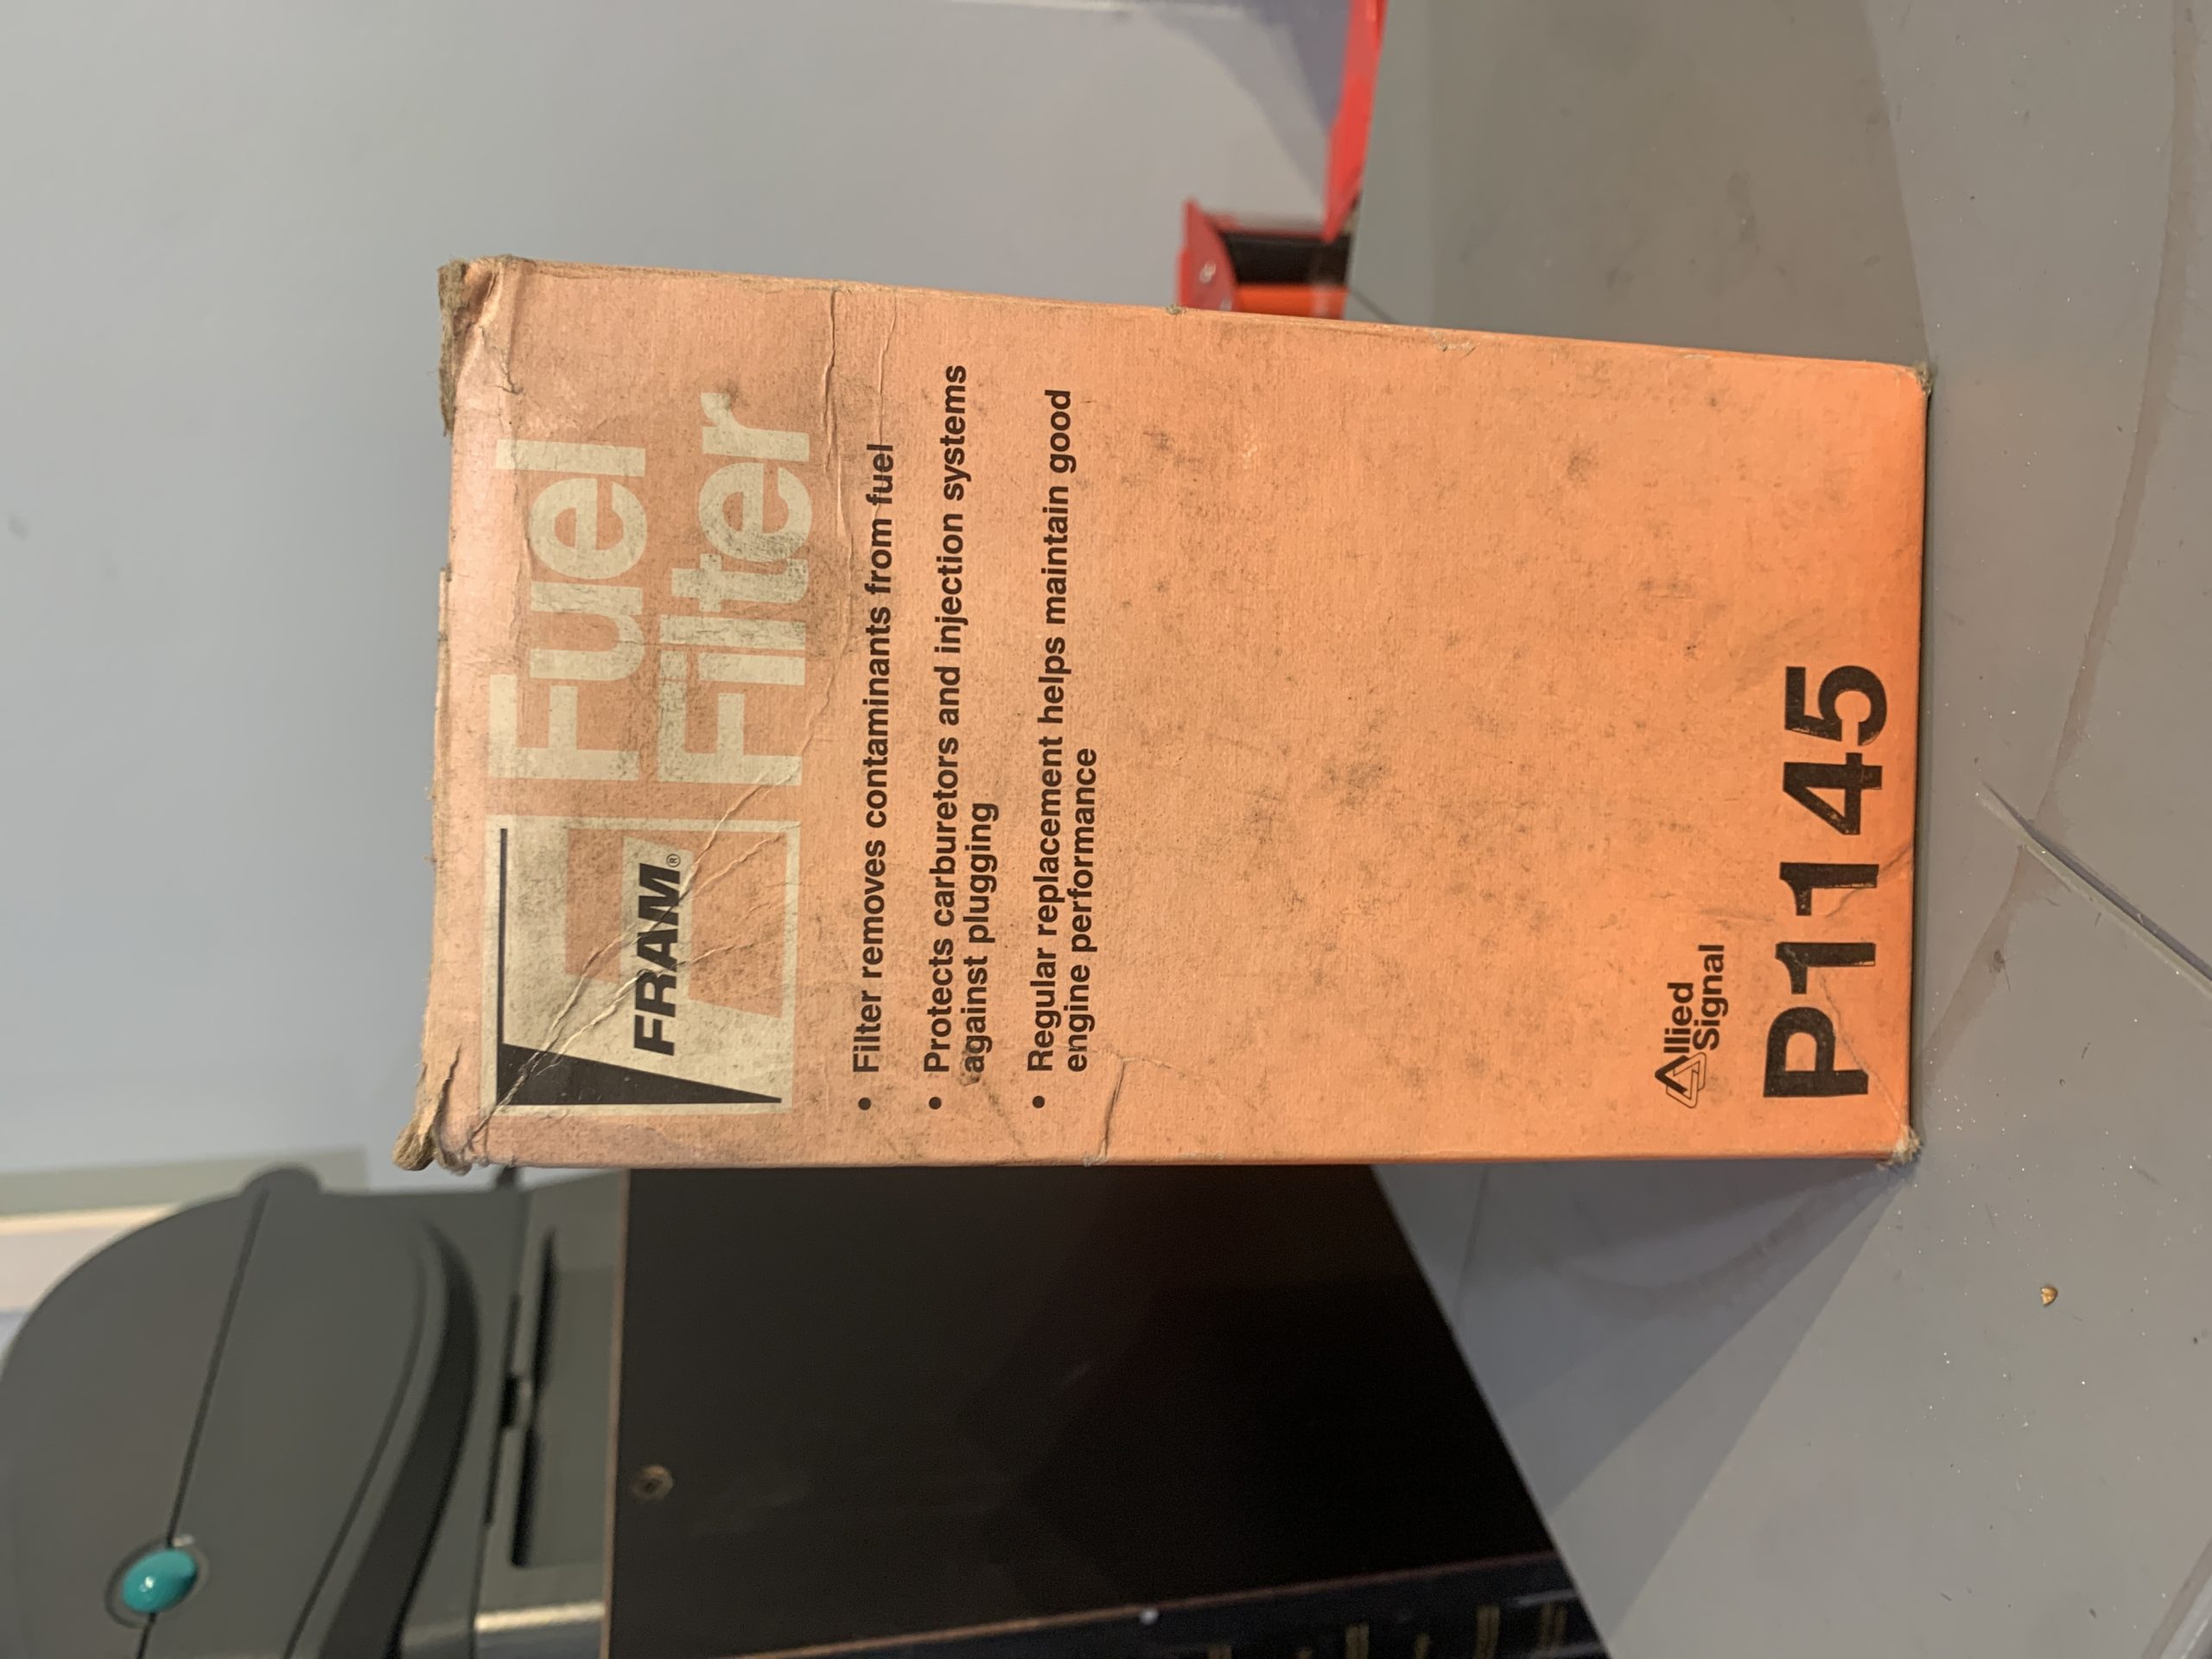 FRAM®
Fuel
Filter
• Filter removes contaminants from fuel
• Protects carburetors and injection systems
against plugging
• Regular replacement helps maintain good
engine performance
Allied
Signal
P1145